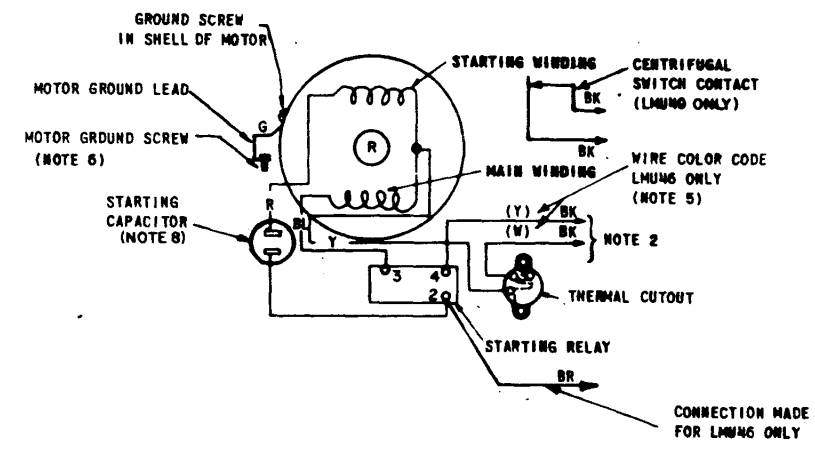 GROUND SCREW
IN SHELL OF MOTOR
STARTING WINDING
CENTRIFUGAL
SWITCH CONTACT
(LMUN0 ONLY)
BK
BK
MOTOR GROUND LEAD
G
MOTOR GROUND SCREW
(NOTE 6)
R
MAIN WINDING
WIRE COLOR CODE
LMUN6 ONLY
(NOTE 5)
STARTING
CAPACITOR
(NOTE 8)
R
BL
Y
(Y)
BK
(W)
BK
NOTE 2
3
4
2
THERMAL CUTOUT
STARTING RELAY
BR
CONNECTION MADE
FOR LMUN6 ONLY